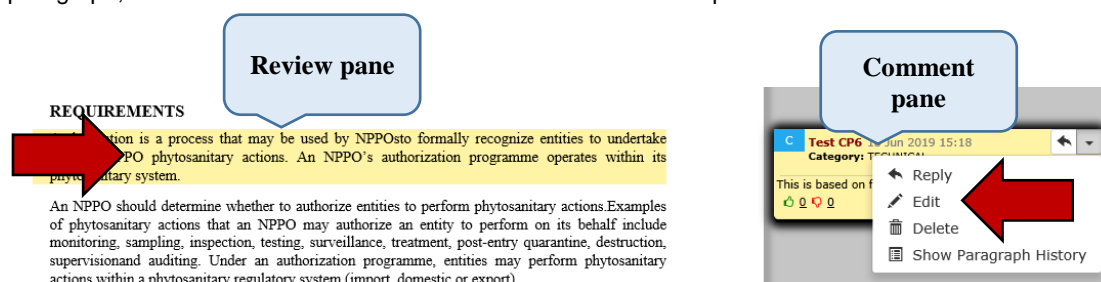 Review pane
REQUIREMENTS
is a process that may be used by NPPOsto formally recognize entities to undertake
phytosanitary actions. An NPPO's authorization programme operates within its
system.
An NPPO should determine whether to authorize entities to perform phytosanitary actions.Examples
of phytosanitary actions that an NPPO may authorize an entity to perform on its behalf include
monitoring, sampling, inspection, testing, surveillance, treatment, post-entry quarantine, destruction,
supervisionand auditing. Under an authorization programme, entities may perform phytosanitary
actions within a phytosanitary regulatory system (import, domestic or export).
Comment
pane
C Test CP6 Jun 2019 15:18
Category: TECHNICAL
This is based on
0 0
Reply
Edit
Delete
Show Paragraph History